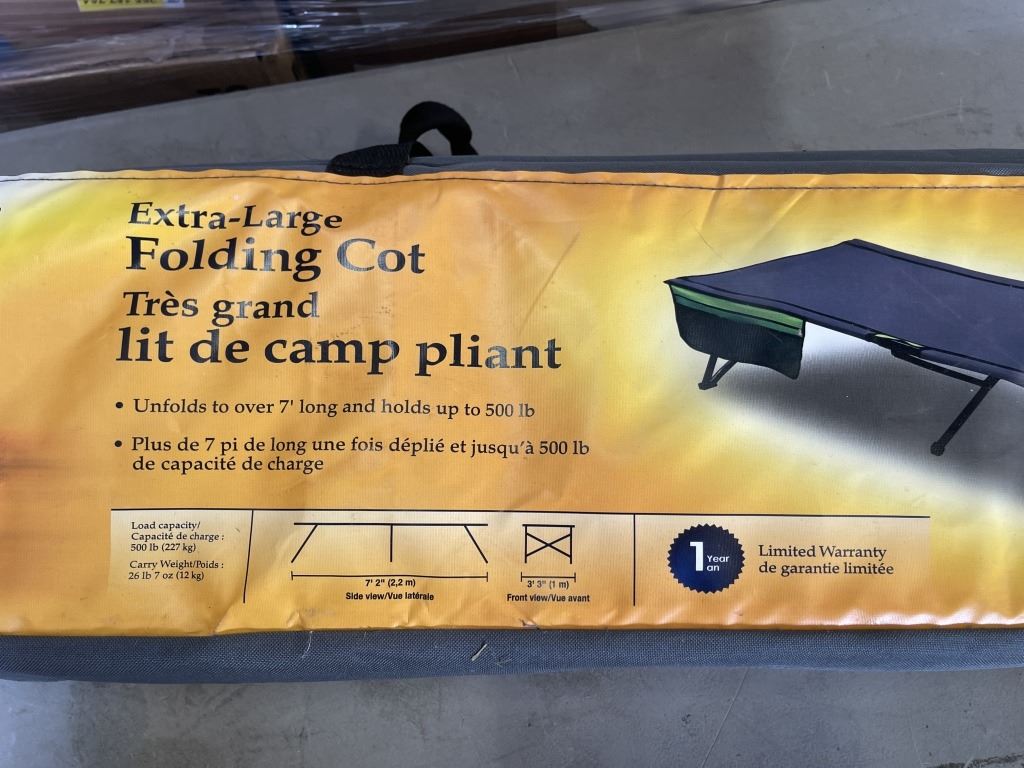 Extra-Large
Folding Cot
Très grand
lit de camp pliant
• Unfolds to over 7' long and holds up to 500 lb
• Plus de 7 pi de long une fois déplié et jusqu'à 500 lb
de capacité de charge
Load capacity/
Capacité de charge :
500 lb (227 kg)
Carry Weight/Poids :
26 lb 7 oz (12 kg)
7' 2" (2,2 m)
Side view/Vue latérale
3' 3" (1 m)
Front view/Vue avant
1 Year
an
Limited Warranty
de garantie limitée